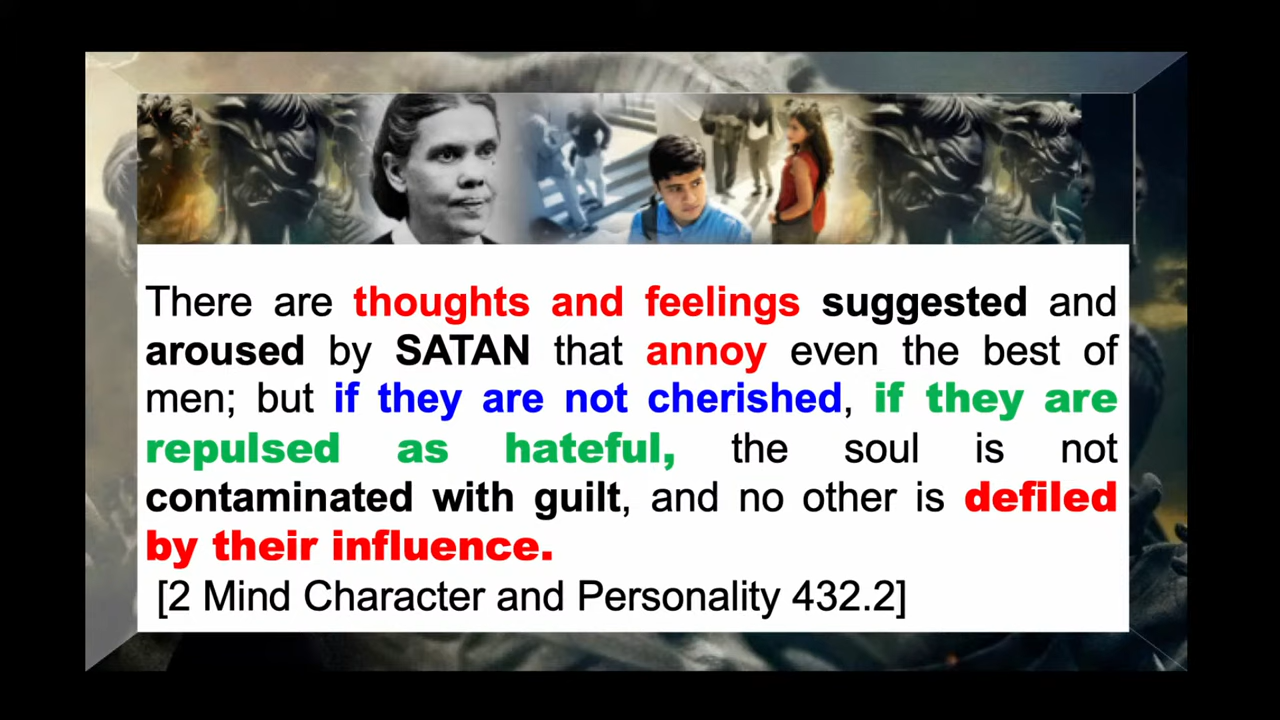 There are thoughts and feelings suggested and
aroused by SATAN that annoy even the best of
men; but if they are not cherished, if they are
repulsed as hateful, the soul is not
contaminated with guilt, and no other is defiled
by their influence.
[2 Mind Character and Personality 432.2]